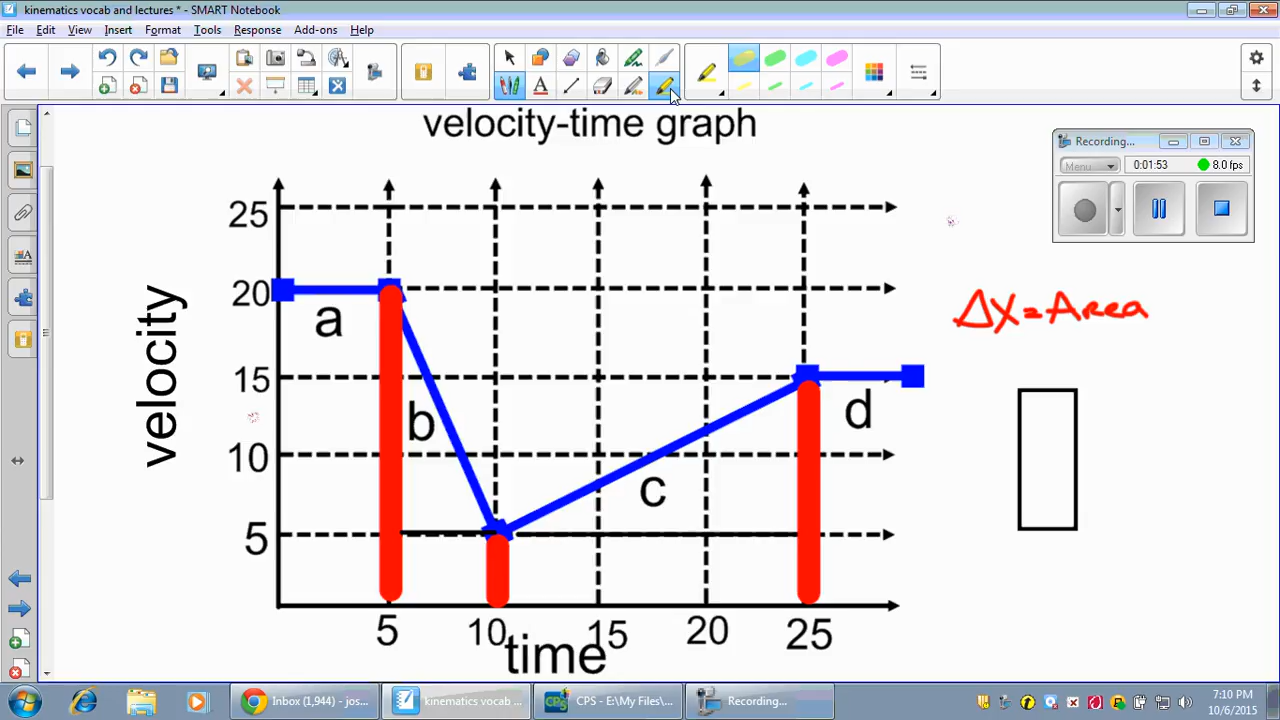 kinematics vocab and lectures * - SMART Notebook
File Edit View Insert Format Tools Response Add-ons Help
velocity-time graph
Recording...
Menu 0:01:53 8.0 fps
25
20
15
10
5
velocity
a
b
c
d
ΔX=Area
5 10 15 20 25
time
Inbox (1,944) - jos...
kinematics vocab ...
CPS - E:\My Files\...
Recording...
7:10 PM
10/6/2015